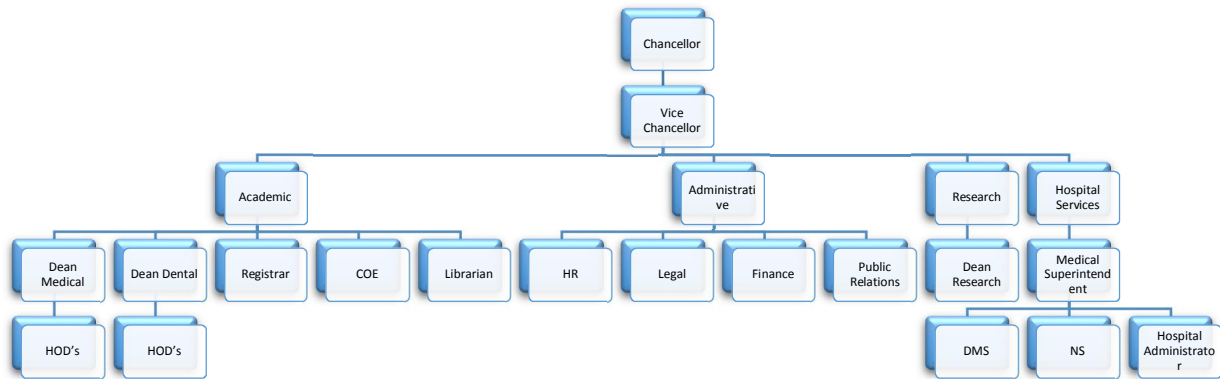 Chancellor
Vice
Chancellor
Academic
Administrati
ve
Research
Hospital
Services
Dean
Medical
Dean Dental
Registrar
COE
Librarian
HR
Legal
Finance
Public
Relations
Dean
Research
Medical
Superintend
ent
HOD’s
HOD’s
DMS
NS
Hospital
Administrato
r